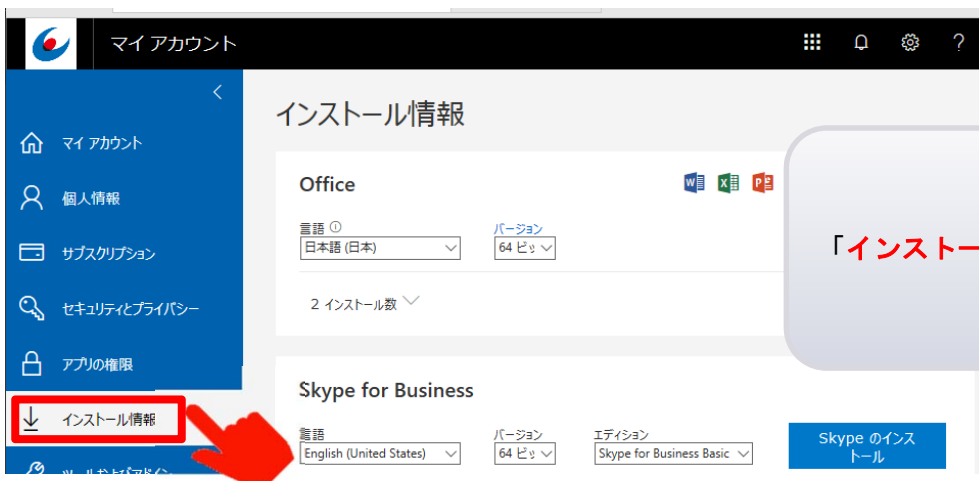 マイ アカウント
?
インストール情報
マイ アカウント
個人情報
サブスクリプション
セキュリティとプライバシー
アプリの権限
インストール情報
Office
言語
バージョン
日本語 (日本)
64 ビッ
2 インストール数
「インストー
Skype for Business
言語
バージョン
エディション
English (United States)
64 ビッ
Skype for Business Basic
Skype のインス
トール